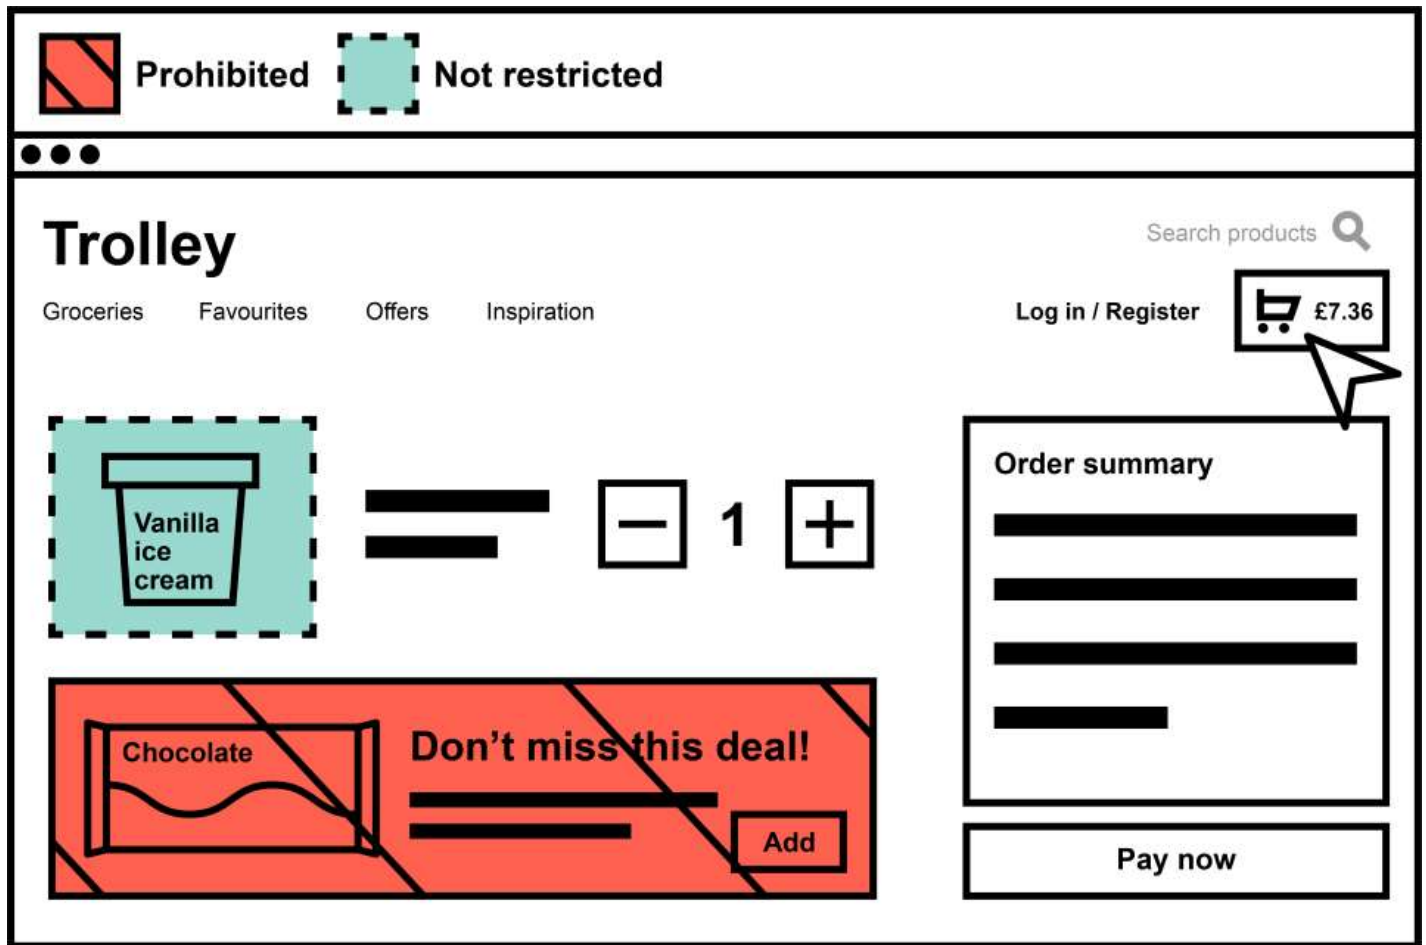 Prohibited
Not restricted
Trolley
Search products
Groceries
Favourites
Offers
Inspiration
Log in / Register
£7.36
Vanilla
ice
cream
1
Order summary
Chocolate
Don't miss this deal!
Add
Pay now